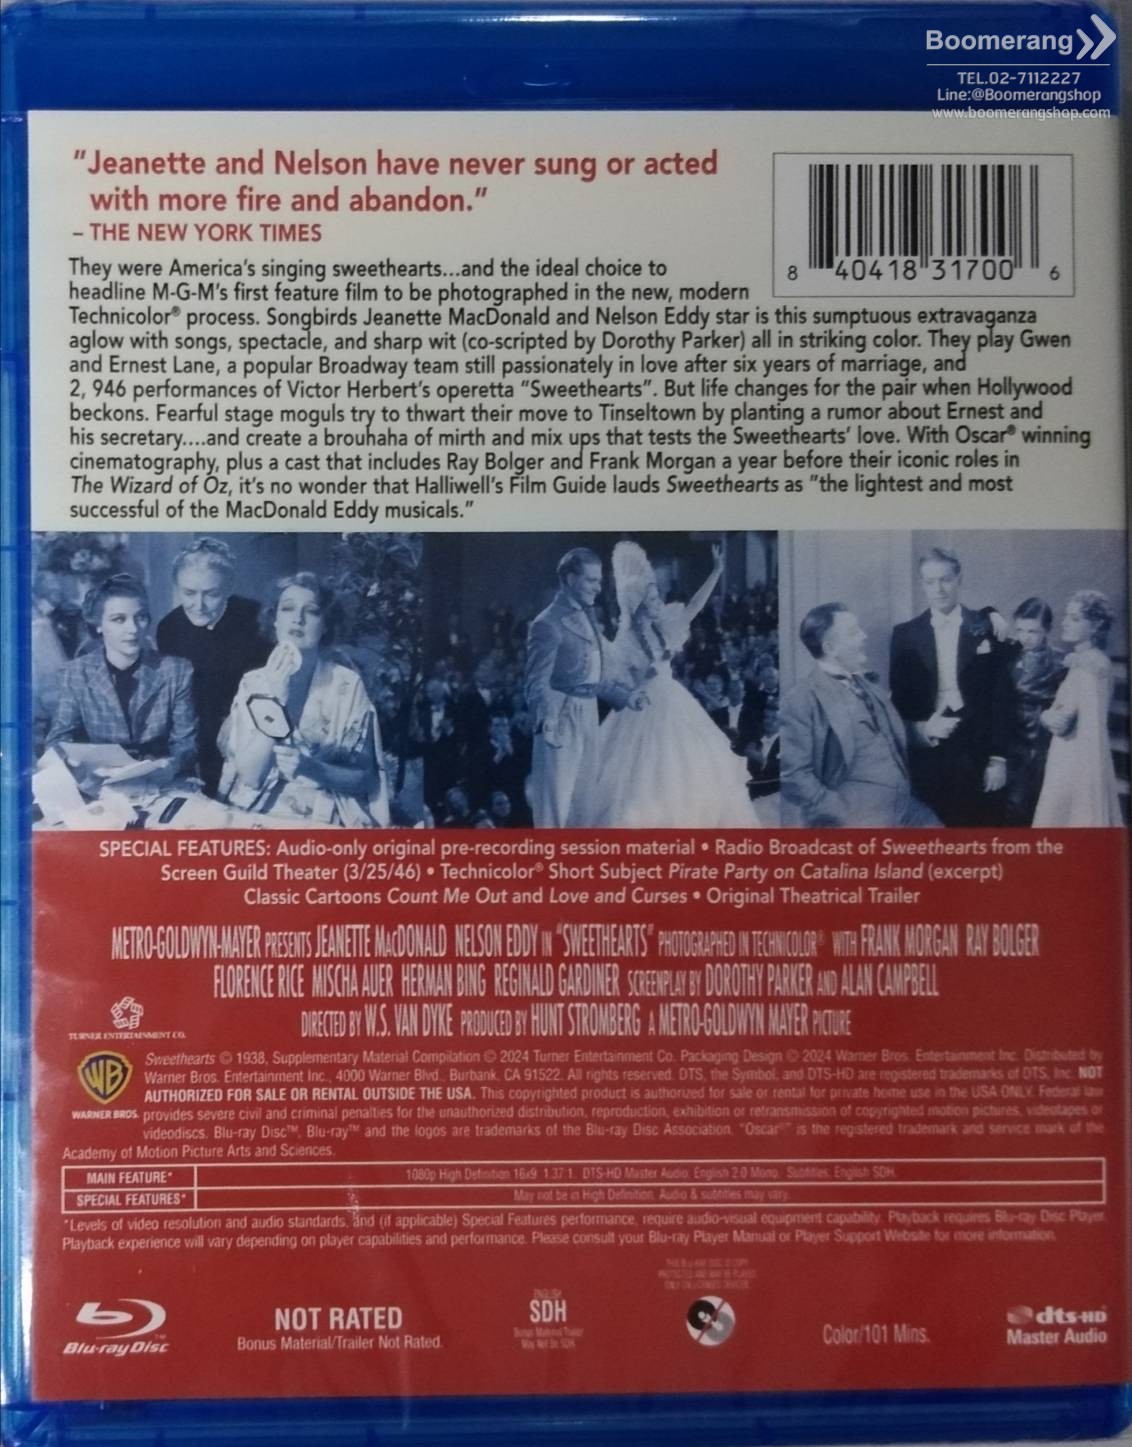 Boomerang
TEL.02-7112227
Line:@Boomerangshop
www.boomerangshop.com
"Jeanette and Nelson have never sung or acted
with more fire and abandon."
– THE NEW YORK TIMES
8 40418 31700 6
They were America's singing sweethearts...and the ideal choice to
headline M-G-M's first feature film to be photographed in the new, modern
Technicolor® process. Songbirds Jeanette MacDonald and Nelson Eddy star is this sumptuous extravaganza
aglow with songs, spectacle, and sharp wit (co-scripted by Dorothy Parker) all in striking color. They play Gwen
and Ernest Lane, a popular Broadway team still passionately in love after six years of marriage, and
2, 946 performances of Victor Herbert's operetta "Sweethearts". But life changes for the pair when Hollywood
beckons. Fearful stage moguls try to thwart their move to Tinseltown by planting a rumor about Ernest and
his secretary....and create a brouhaha of mirth and mix ups that tests the Sweethearts' love. With Oscar® winning
cinematography, plus a cast that includes Ray Bolger and Frank Morgan a year before their iconic roles in
The Wizard of Oz, it's no wonder that Halliwell's Film Guide lauds Sweethearts as "the lightest and most
successful of the MacDonald Eddy musicals."
SPECIAL FEATURES: Audio-only original pre-recording session material • Radio Broadcast of Sweethearts from the
Screen Guild Theater (3/25/46) • Technicolor® Short Subject Pirate Party on Catalina Island (excerpt)
Classic Cartoons Count Me Out and Love and Curses • Original Theatrical Trailer
METRO-GOLDWYN-MAYER PRESENTS JEANETTE MacDONALD NELSON EDDY IN "SWEETHEARTS" PHOTOGRAPHED IN TECHNICOLOR® WITH FRANK MORGAN RAY BOLGER
FLORENCE RICE MISCHA AUER HERMAN BING REGINALD GARDINER SCREENPLAY BY DOROTHY PARKER AND ALAN CAMPBELL
DIRECTED BY W.S. VAN DYKE PRODUCED BY HUNT STROMBERG A METRO-GOLDWYN MAYER PICTURE
TURNER ENTERTAINMENT CO.
WB
WARNER BROS.
Sweethearts © 1938, Supplementary Material Compilation © 2024 Turner Entertainment Co. Packaging Design © 2024 Warner Bros. Entertainment Inc. Distributed by
Warner Bros. Entertainment Inc., 4000 Warner Blvd., Burbank, CA 91522. All rights reserved. DTS, the Symbol, and DTS-HD are registered trademarks of DTS, Inc. NOT
AUTHORIZED FOR SALE OR RENTAL OUTSIDE THE USA. This copyrighted product is authorized for sale or rental for private home use in the USA ONLY. Federal law
provides severe civil and criminal penalties for the unauthorized distribution, reproduction, exhibition or retransmission of copyrighted motion pictures, videotapes or
videodiscs. Blu-ray Disc™, Blu-ray™ and the logos are trademarks of the Blu-ray Disc Association. "Oscar®" is the registered trademark and service mark of the
Academy of Motion Picture Arts and Sciences.
MAIN FEATURE* 1080p High Definition 16x9 1.37:1 DTS-HD Master Audio: English 2.0 Mono. Subtitles: English SDH.
SPECIAL FEATURES* May not be in High Definition. Audio & subtitles may vary.
*Levels of video resolution and audio standards, and (if applicable) Special Features performance, require audio-visual equipment capability. Playback requires Blu-ray Disc Player.
Playback experience will vary depending on player capabilities and performance. Please consult your Blu-ray Player Manual or Player Support Website for more information.
Blu-ray Disc
NOT RATED
Bonus Material/Trailer Not Rated.
ENGLISH
SDH
Bonus Material/Trailer
May Not Be SDH
Color/101 Mins.
dts-HD
Master Audio